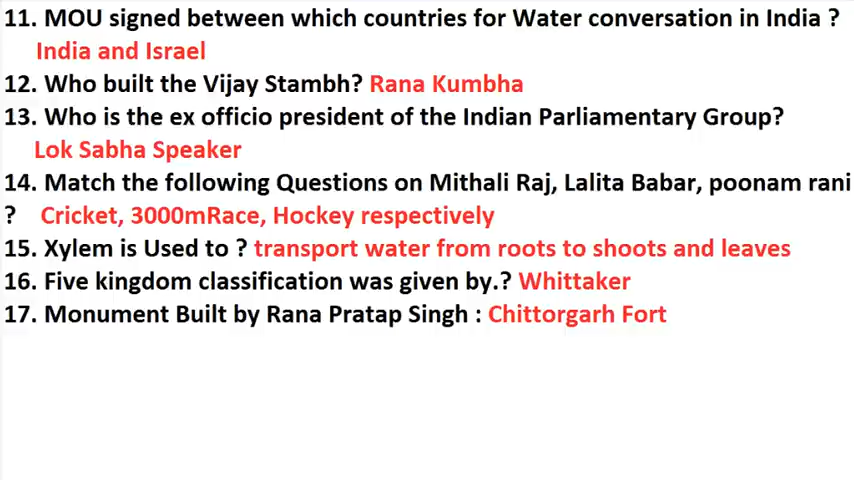 11. MOU signed between which countries for Water conversation in India ?
India and Israel
12. Who built the Vijay Stambh? Rana Kumbha
13. Who is the ex officio president of the Indian Parliamentary Group?
Lok Sabha Speaker
14. Match the following Questions on Mithali Raj, Lalita Babar, poonam rani
? Cricket, 3000mRace, Hockey respectively
15. Xylem is Used to ? transport water from roots to shoots and leaves
16. Five kingdom classification was given by.? Whittaker
17. Monument Built by Rana Pratap Singh : Chittorgarh Fort